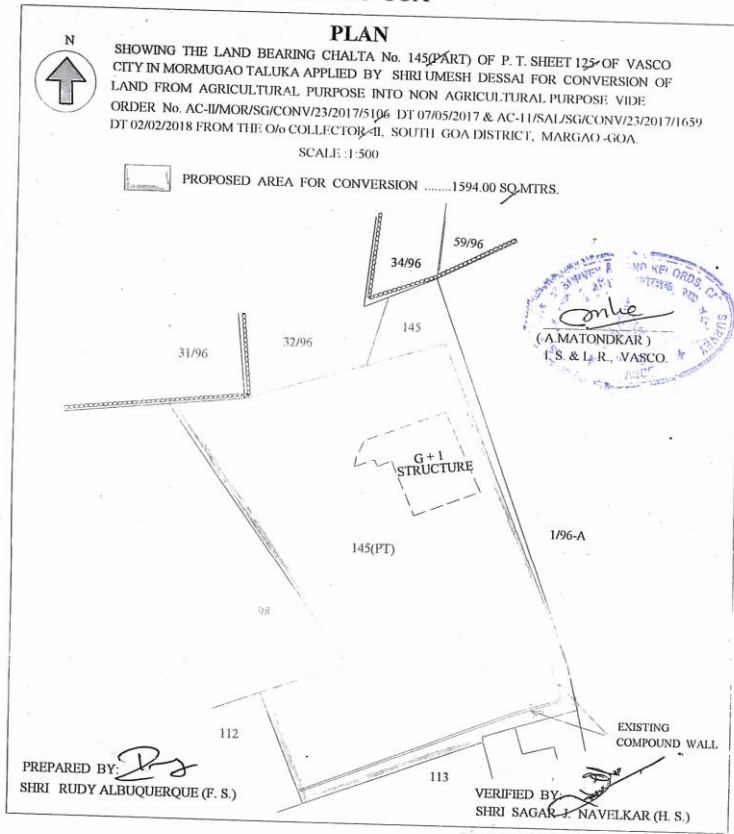 PLAN
N
SHOWING THE LAND BEARING CHALTA No. 145(PART) OF P. T. SHEET 125 OF VASCO
CITY IN MORMUGAO TALUKA APPLIED BY SHRI UMESH DESSAI FOR CONVERSION OF
LAND FROM AGRICULTURAL PURPOSE INTO NON AGRICULTURAL PURPOSE VIDE
ORDER No. AC-II/MOR/SG/CONV/23/2017/5106 DT 07/05/2017 & AC-11/SAL/SG/CONV/23/2017/1659
DT 02/02/2018 FROM THE O/o COLLECTOR-II, SOUTH GOA DISTRICT, MARGAO -GOA.
SCALE :1:500
PROPOSED AREA FOR CONVERSION ........1594.00 SQ.MTRS.
59/96
34/96
145
32/96
31/96
SURVEY
RECORDS,
(A.MATONDKAR )
I. S. & L. R., VASCO.
G + 1
STRUCTURE
1/96-A
145(PT)
98
112
113
EXISTING
COMPOUND WALL
PREPARED BY:
SHRI RUDY ALBUQUERQUE (F. S.)
VERIFIED BY:
SHRI SAGAR J. NAVELKAR (H. S.)